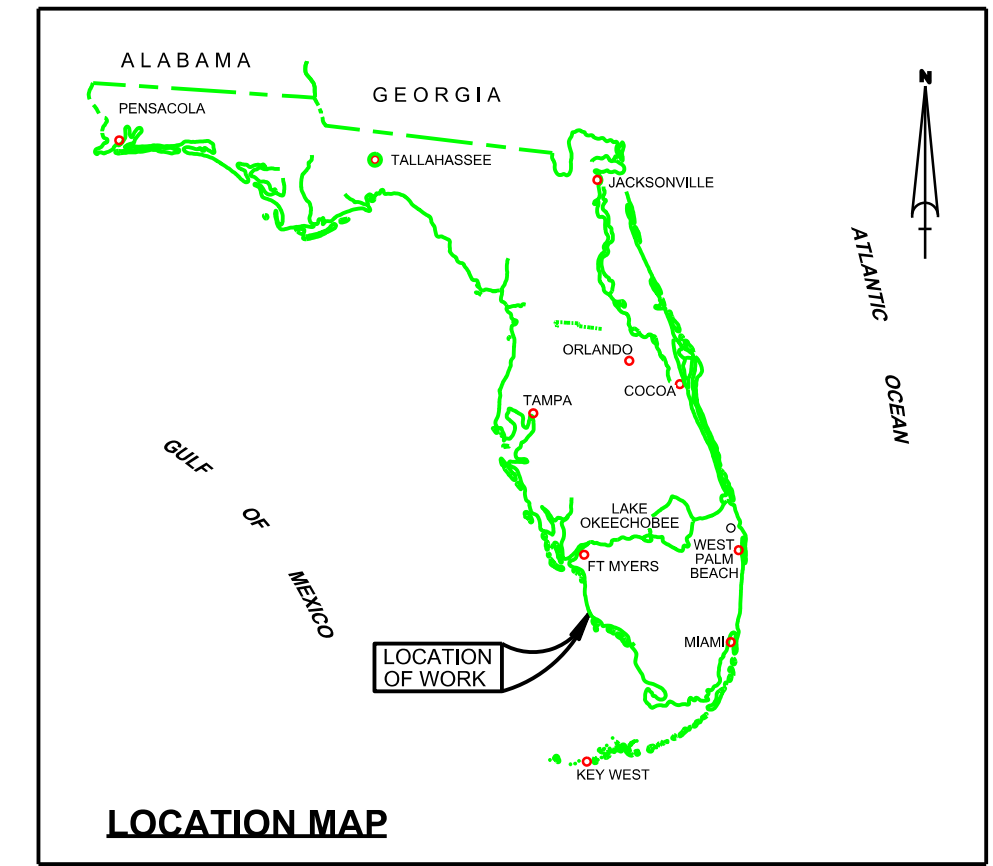 ALABAMA
GEORGIA
N
PENSACOLA
TALLAHASSEE
JACKSONVILLE
ATLANTIC
OCEAN
ORLANDO
COCOA
TAMPA
GULF
OF
MEXICO
LAKE
OKEECHOBEE
WEST
PALM
BEACH
FT MYERS
MIAMI
LOCATION
OF WORK
KEY WEST
LOCATION MAP